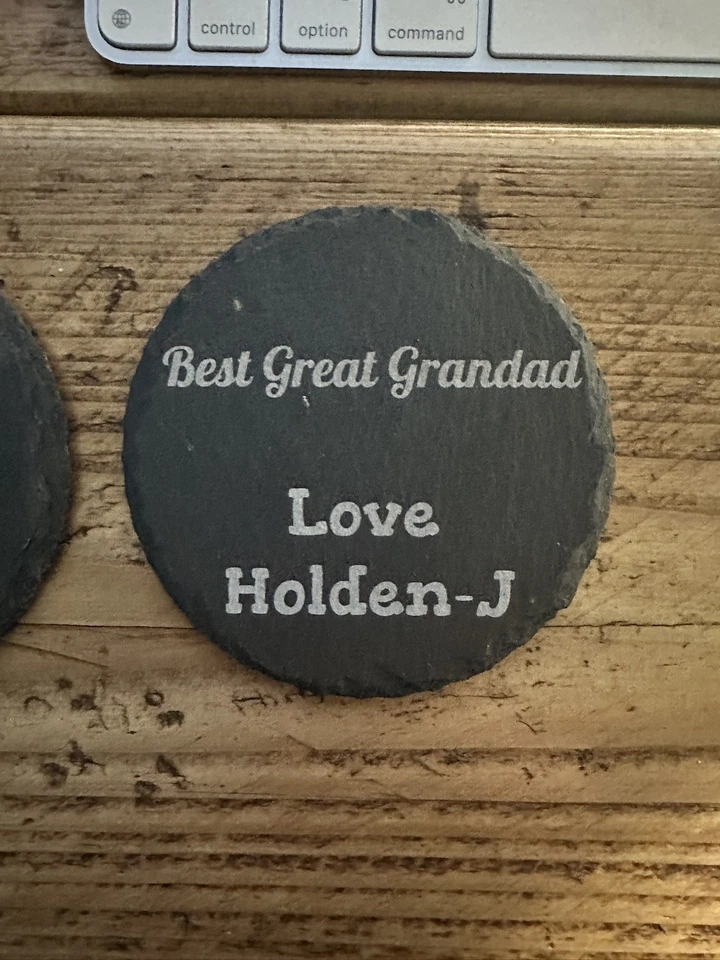 control option command
Best Great Grandad
Love
Holden-J